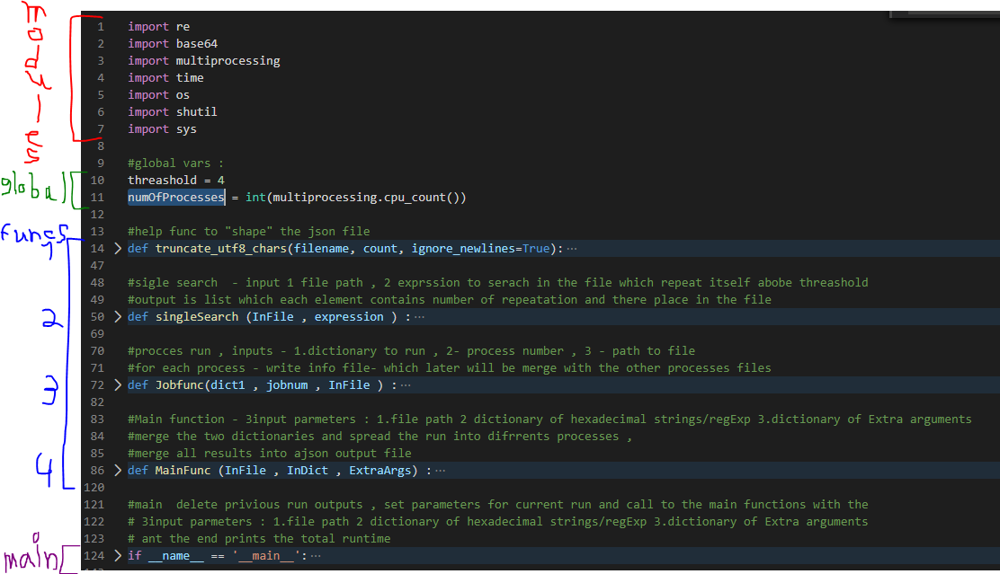 modules
1 import re
2 import base64
3 import multiprocessing
4 import time
5 import os
6 import shutil
7 import sys
8
9 #global vars :
global
10 threashold = 4
11 numOfProcesses = int(multiprocessing.cpu_count())
12
funcs
13 #help func to "shape" the json file
1
14 def truncate_utf8_chars(filename, count, ignore_newlines=True): ⋯
47
48 #sigle search  - input 1 file path , 2 exprssion to serach in the file which repeat itself abobe threashold
49 #output is list which each element contains number of repeatation and there place in the file
2
50 def singleSearch (InFile , expression ) : ⋯
69
70 #procces run , inputs - 1.dictionary to run , 2- process number , 3 - path to file
71 #for each process - write info file- which later will be merge with the other processes files
3
72 def Jobfunc(dict1 , jobnum , InFile ) : ⋯
82
83 #Main function - 3input parmeters : 1.file path 2 dictionary of hexadecimal strings/regExp 3.dictionary of Extra arguments
84 #merge the two dictionaries and spread the run into difrrents processes ,
85 #merge all results into ajson output file
4
86 def MainFunc (InFile , InDict , ExtraArgs) : ⋯
120
121 #main  delete privious run outputs , set parameters for current run and call to the main functions with the
122 # 3input parmeters : 1.file path 2 dictionary of hexadecimal strings/regExp 3.dictionary of Extra arguments
123 # ant the end prints the total runtime
main
124 if __name__ == '__main__': ⋯